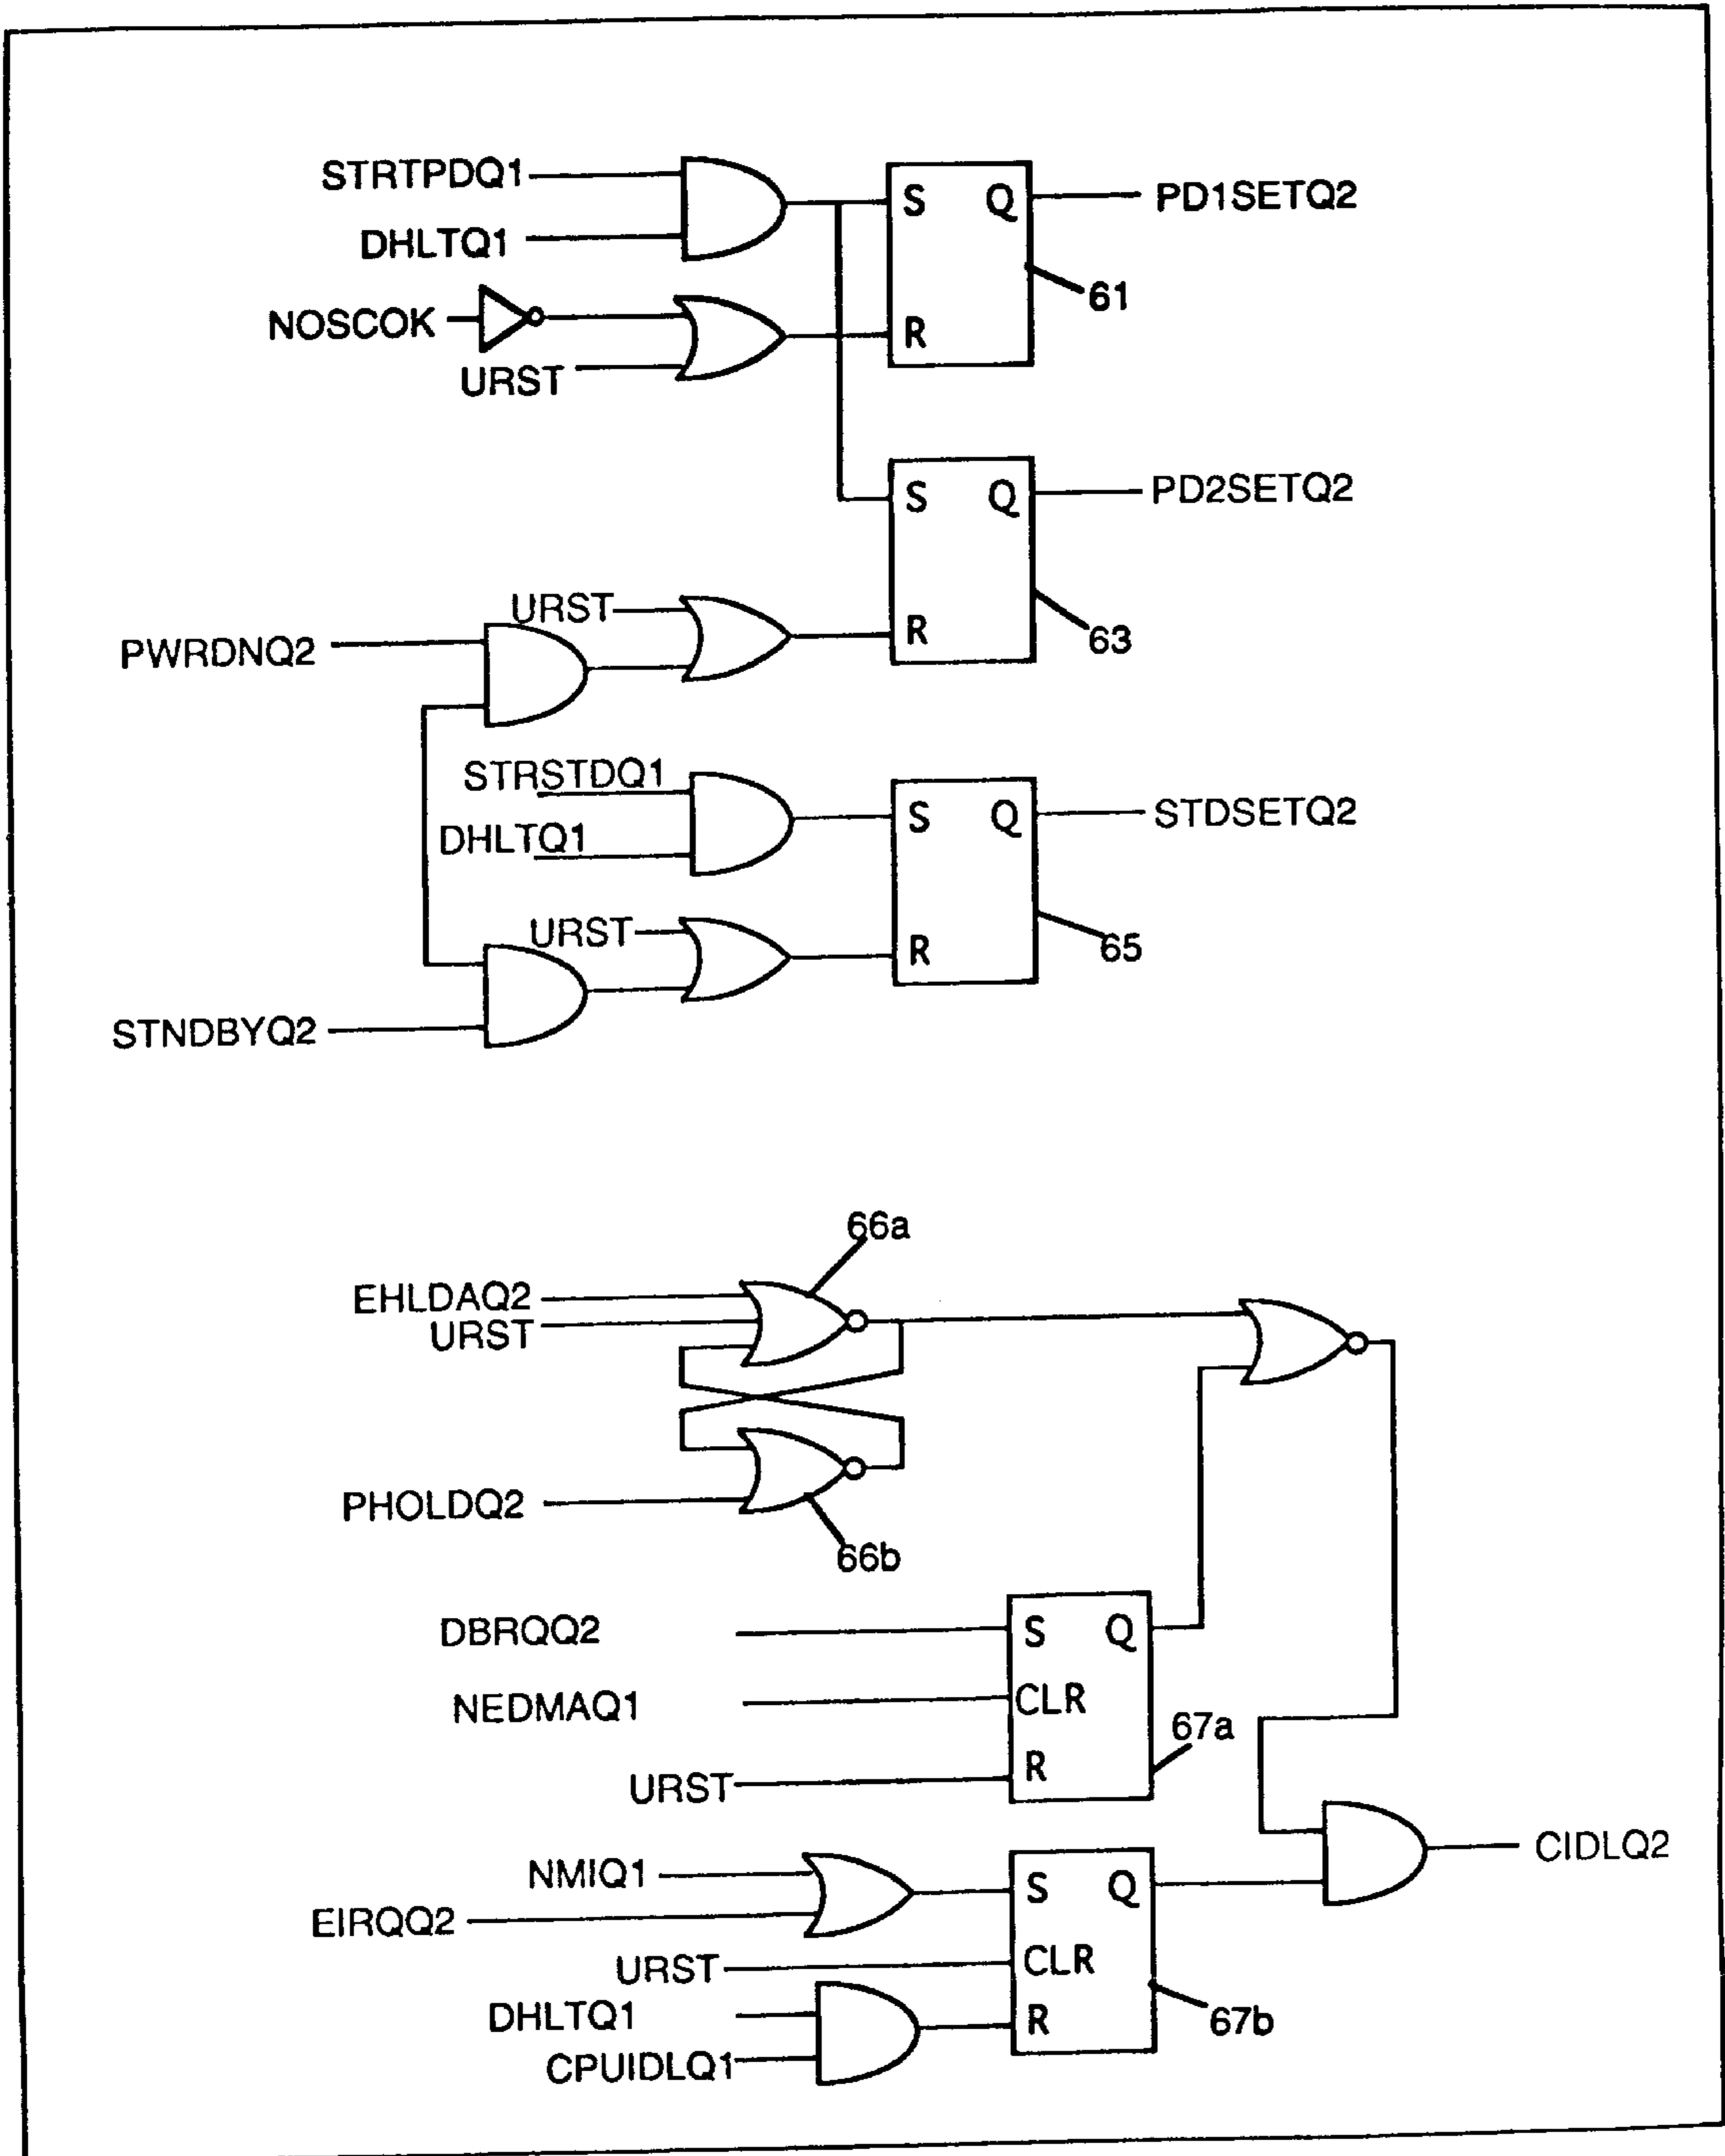 STRTPDQ1
S Q PD1SETQ2
DHLTQ1
61
NOSCOK
R
URST
S Q PD2SETQ2
URST
R
63
PWRDNQ2
STRSTDQ1
S Q STDSETQ2
DHLTQ1
URST
R
65
STNDBYQ2
66a
EHLDAQ2
URST
PHOLDQ2
66b
DBRQQ2
S Q
NEDMAQ1
CLR
67a
URST
R
CIDLQ2
NMIQ1
S Q
EIRQQ2
URST
CLR
DHLTQ1
R
67b
CPUIDLQ1